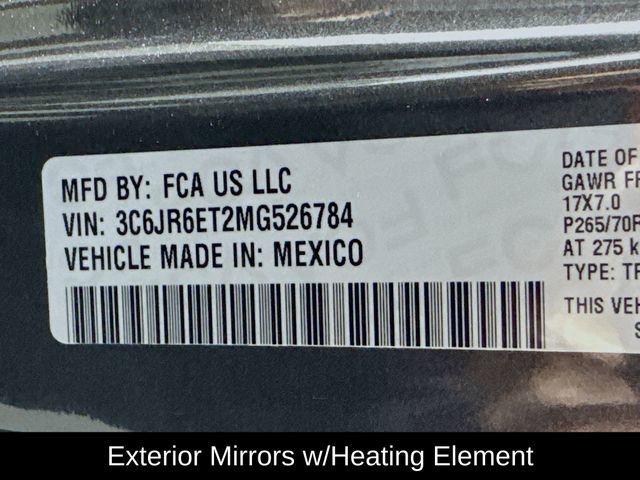 MFD BY: FCA US LLC
VIN: 3C6JR6ET2MG526784
VEHICLE MADE IN: MEXICO
DATE OF
GAWR FR
17X7.0
P265/70R
AT 275 k
TYPE: TR
THIS VEH
S
Exterior Mirrors w/Heating Element